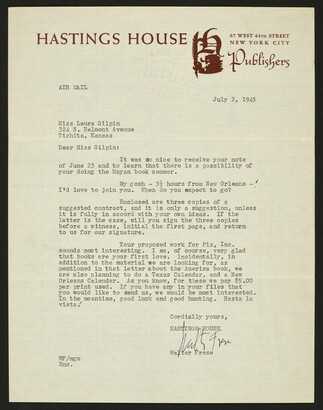 HASTINGS HOUSE
67 WEST 44TH STREET
NEW YORK CITY
Publishers
AIR MAIL
July 2, 1945
Miss Laura Gilpin
324 N. Belmont Avenue
Wichita, Kansas
Dear Miss Gilpin:
It was so nice to receive your note
of June 23 and to learn that there is a possibility of
your doing the Mayan book sooner.
My gosh - 3½ hours from New Orleans -!
I'd love to join you. When do you expect to go?
Enclosed are three copies of a
suggested contract, and it is only a suggestion, unless
it is fully in accord with your own ideas. If the
latter is the case, will you sign the three copies
before a witness, initial the first page, and return
to us for our signature.
Your proposed work for Pix, Inc.
sounds most interesting. I am, of course, very glad
that books are your first love. Incidentally, in
addition to the material we are looking for, as
mentioned in that letter about the America book, we
are also planning to do a Texas Calendar, and a New
Orleans Calendar. As you know, for these we pay $5.00
per print used. If you have any in your files that
you would like to send us, we would be most interested.
In the meantime, good luck and good hunting. Hasta la
vista!
Cordially yours,
HASTINGS HOUSE
Walter Frese
Walter Frese
WF/mgm
Enc.